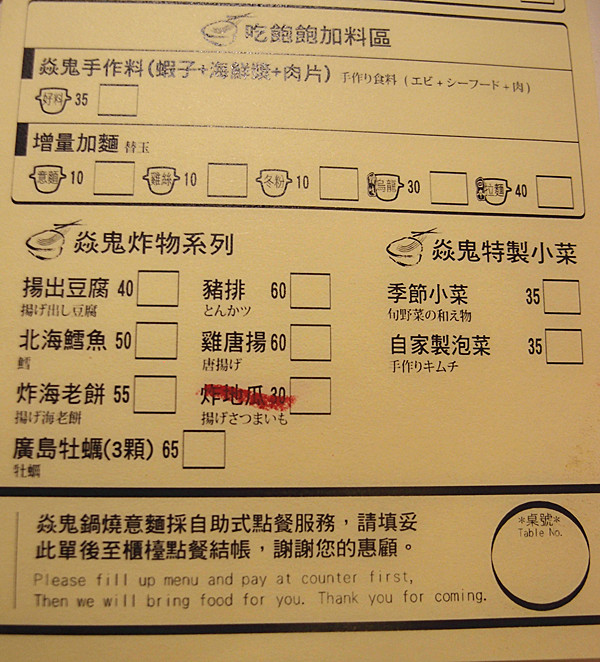 吃飽飽加料區
焱鬼手作料(蝦子+海鮮漿+肉片) 手作り食料 (エビ+シーフード+肉)
好料 35
增量加麵 替玉
意麵 10 雞絲 10 冬粉 10 烏龍 30 拉麵 40
焱鬼炸物系列 焱鬼特製小菜
揚出豆腐 40 豬排 60 季節小菜 35
揚げ出し豆腐 とんかツ 旬野菜の和え物
北海鱈魚 50 雞唐揚 60 自家製泡菜 35
鱈 唐揚げ 手作りキムチ
炸海老餅 55 炸地瓜 30
揚げ海老餅 揚げさつまいも
廣島牡蠣(3顆) 65
牡蠣
焱鬼鍋燒意麵採自助式點餐服務，請填妥
此單後至櫃檯點餐結帳，謝謝您的惠顧。
Please fill up menu and pay at counter first,
Then we will bring food for you. Thank you for coming.
*桌號*
Table No.